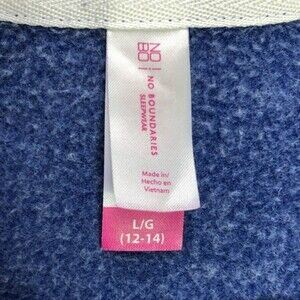 NO
BO
NO BOUNDARIES
SLEEPWEAR
Made in/
Hecho en
Vietnam
L/G
(12-14)